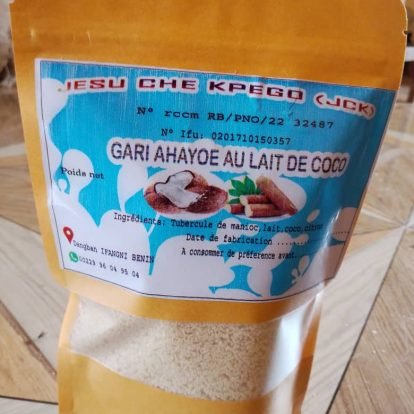 JESU CHE KPEGO (JCK)
N° rccm RB/PNO/22 32487
N° Ifu: 0201710150357
GARI AHAYOE AU LAIT DE COCO
Poids net
Ingrédients: Tubercule de manioc, lait, coco, citron
Date de fabrication ...........
A consommer de préférence avant....
Dangban IFANGNI BENIN
00229 96 04 95 04